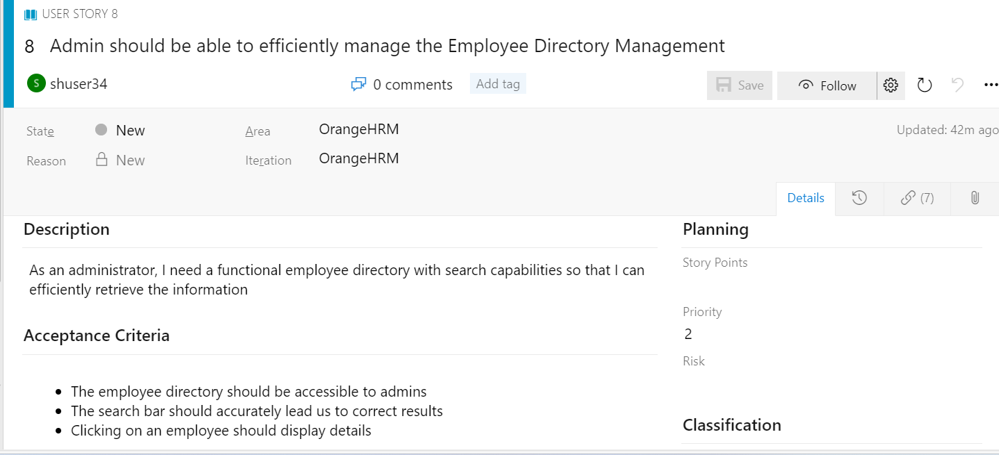 USER STORY 8
8 Admin should be able to efficiently manage the Employee Directory Management
S shuser34 0 comments Add tag Save Follow
State New Area OrangeHRM Updated: 42m ago
Reason New Iteration OrangeHRM
Details (7)
Description
As an administrator, I need a functional employee directory with search capabilities so that I can
efficiently retrieve the information
Acceptance Criteria
• The employee directory should be accessible to admins
• The search bar should accurately lead us to correct results
• Clicking on an employee should display details
Planning
Story Points
Priority
2
Risk
Classification